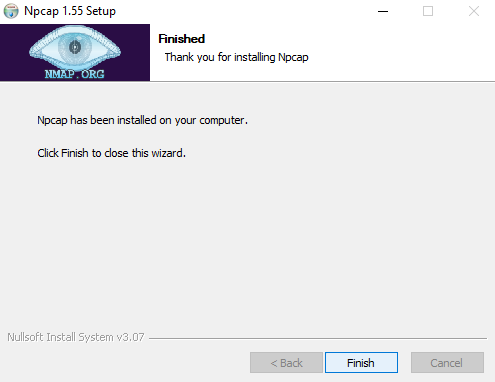 Npcap 1.55 Setup
NMAP.ORG
Finished
Thank you for installing Npcap
Npcap has been installed on your computer.
Click Finish to close this wizard.
Nullsoft Install System v3.07
< Back
Finish
Cancel